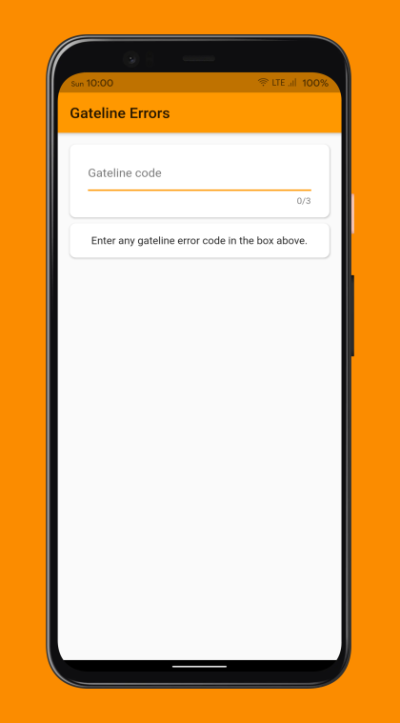 Sun 10:00 LTE 100%
Gateline Errors
Gateline code
0/3
Enter any gateline error code in the box above.